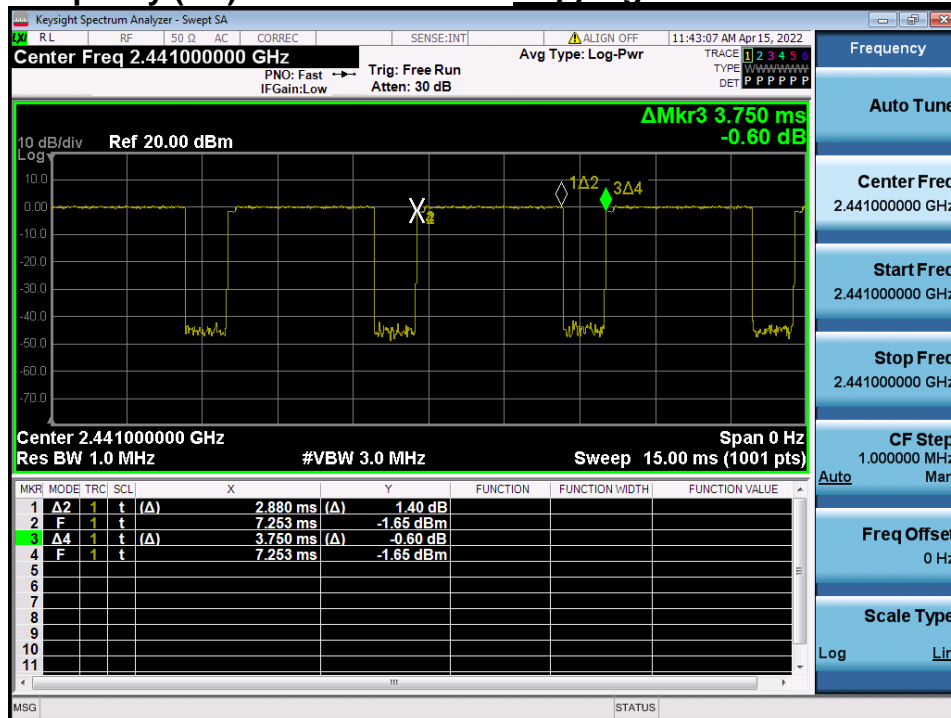 Keysight Spectrum Analyzer - Swept SA
LXI RL RF 50 Ω AC CORREC SENSE:INT ALIGN OFF 11:43:07 AM Apr 15, 2022
Center Freq 2.441000000 GHz
PNO: Fast
IFGain:Low
Trig: Free Run
Atten: 30 dB
Avg Type: Log-Pwr
TRACE 1 2 3 4 5 6
TYPE WWWWWW
DET P P P P P P
ΔMkr3 3.750 ms
-0.60 dB
10 dB/div Ref 20.00 dBm
Log
10.0
0.00
-10.0
-20.0
-30.0
-40.0
-50.0
-60.0
-70.0
X2
1Δ2
3Δ4
Center 2.441000000 GHz Span 0 Hz
Res BW 1.0 MHz #VBW 3.0 MHz Sweep 15.00 ms (1001 pts)
MKR MODE TRC SCL X Y FUNCTION FUNCTION WIDTH FUNCTION VALUE
1 Δ2 1 t (Δ) 2.880 ms (Δ) 1.40 dB
2 F 1 t 7.253 ms -1.65 dBm
3 Δ4 1 t (Δ) 3.750 ms (Δ) -0.60 dB
4 F 1 t 7.253 ms -1.65 dBm
5
6
7
8
9
10
11
MSG STATUS
Frequency
Auto Tune
Center Freq
2.441000000 GHz
Start Freq
2.441000000 GHz
Stop Freq
2.441000000 GHz
CF Step
1.000000 MHz
Auto Man
Freq Offset
0 Hz
Scale Type
Log Lin